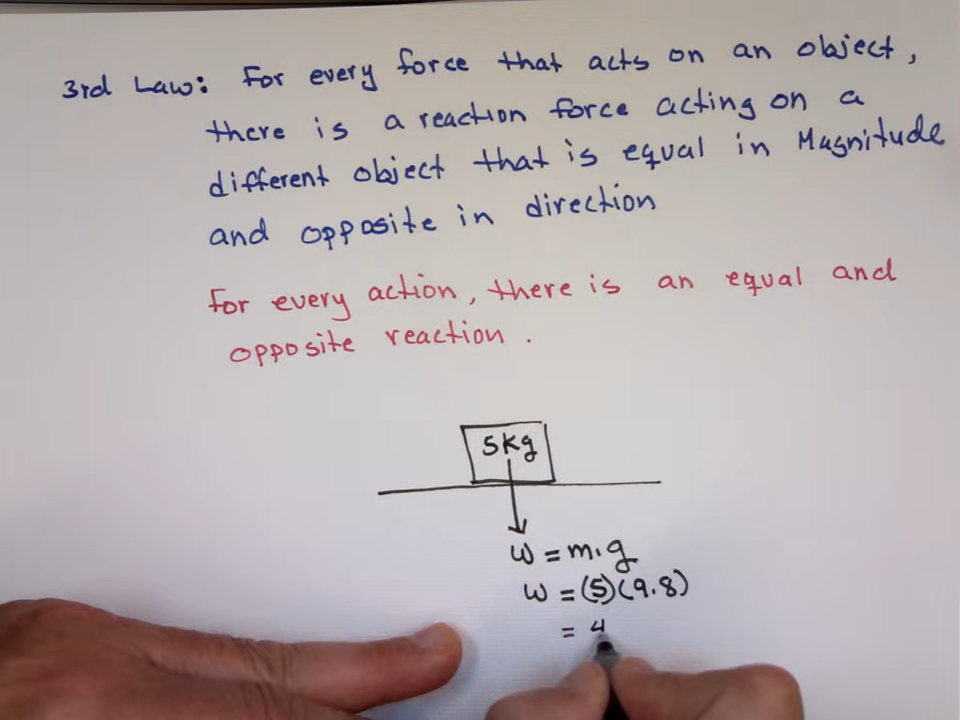 3rd Law: For every force that acts on an object,
there is a reaction force acting on a
different object that is equal in Magnitude
and opposite in direction
For every action, there is an equal and
opposite reaction.
5kg
w = m.g
w = (5)(9.8)
= 4